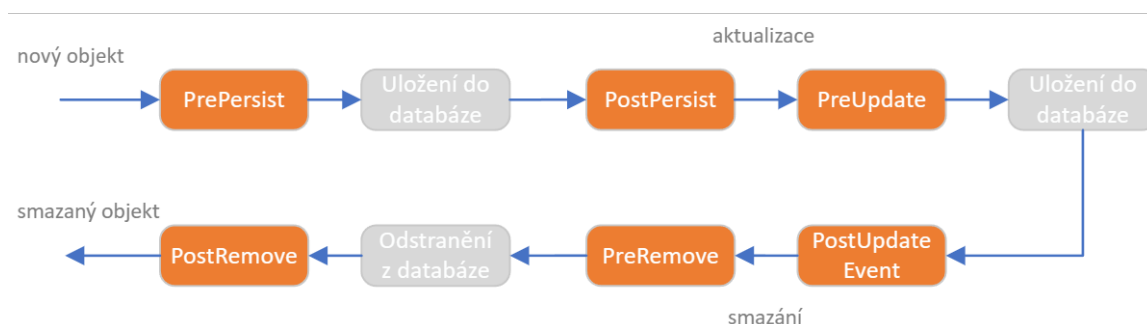 aktualizace
nový objekt
PrePersist
Uložení do
databáze
PostPersist
PreUpdate
Uložení do
databáze
smazaný objekt
PostRemove
Odstranění
z databáze
PreRemove
PostUpdate
Event
smazání